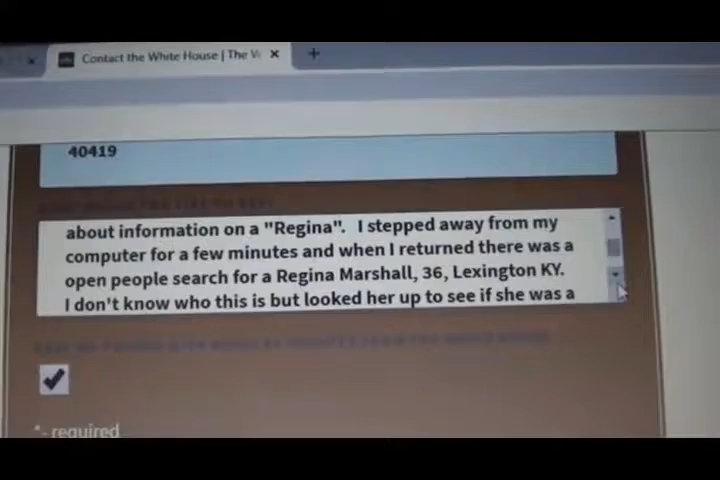 Contact the White House | The W
40419
about information on a "Regina". I stepped away from my
computer for a few minutes and when I returned there was a
open people search for a Regina Marshall, 36, Lexington KY.
I don't know who this is but looked her up to see if she was a
*- required